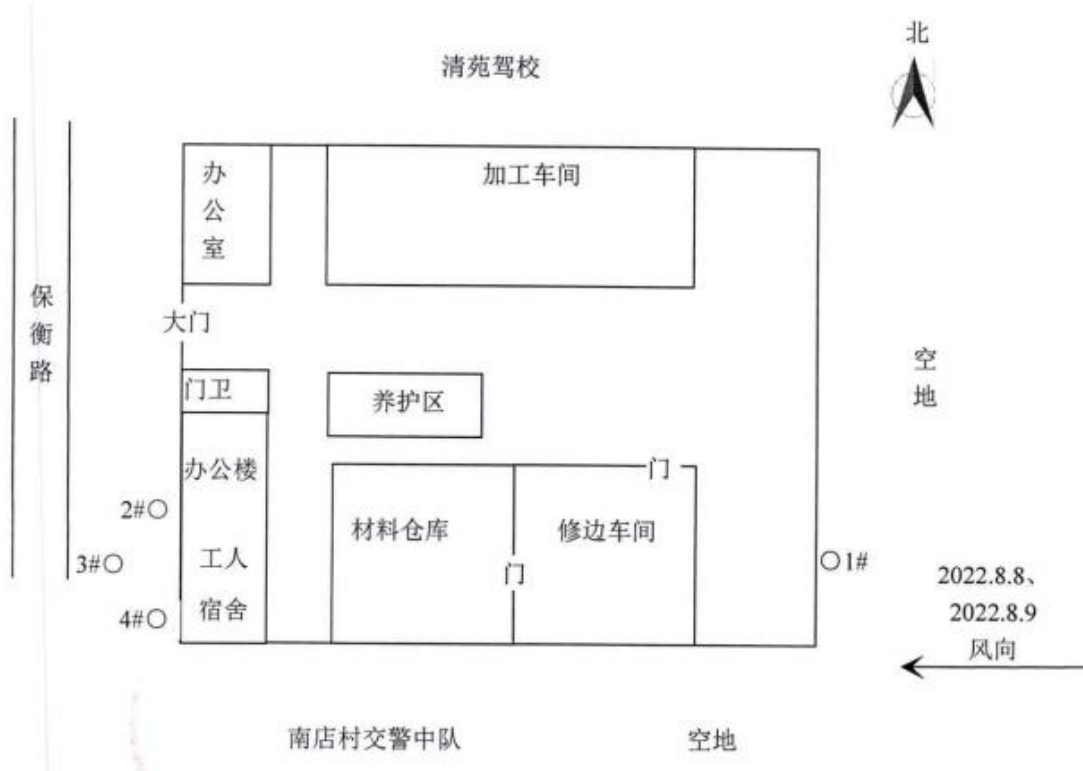 北
清苑驾校
办公室
加工车间
保衡路
大门
空地
门卫
养护区
办公楼
门
2#○
材料仓库
修边车间
3#○
工人
宿舍
门
○1#
4#○
2022.8.8、
2022.8.9
风向
南店村交警中队
空地